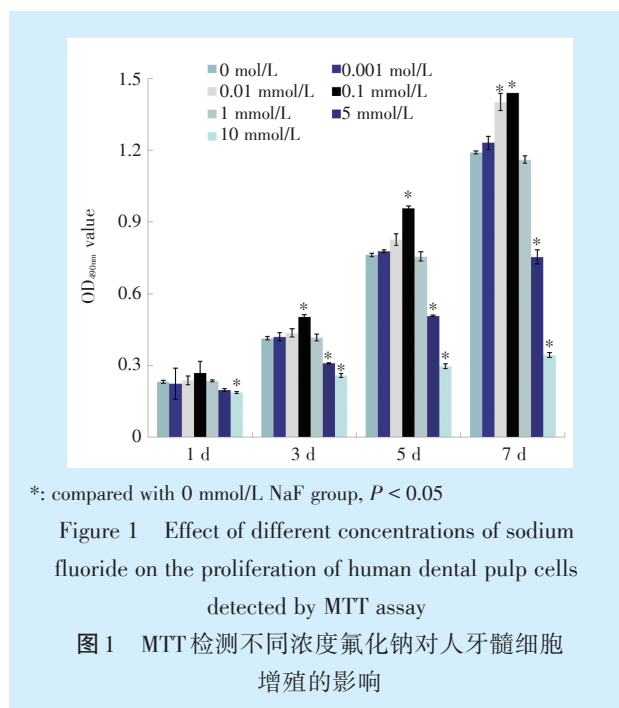 1.5
1.2
0.9
0.6
0.3
0
OD490nm value
0 mol/L 0.001 mol/L
0.01 mmol/L 0.1 mmol/L
1 mmol/L 5 mmol/L
10 mmol/L
*
* *
*
*
*
*
* *
*
*
1 d 3 d 5 d 7 d
*: compared with 0 mmol/L NaF group, P < 0.05
Figure 1 Effect of different concentrations of sodium
fluoride on the proliferation of human dental pulp cells
detected by MTT assay
图1 MTT检测不同浓度氟化钠对人牙髓细胞
增殖的影响